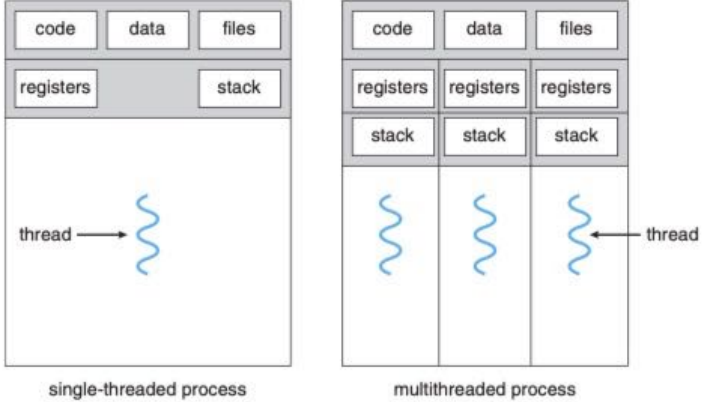 code data files code data files
registers stack registers registers registers
stack stack stack
thread thread
single-threaded process multithreaded process